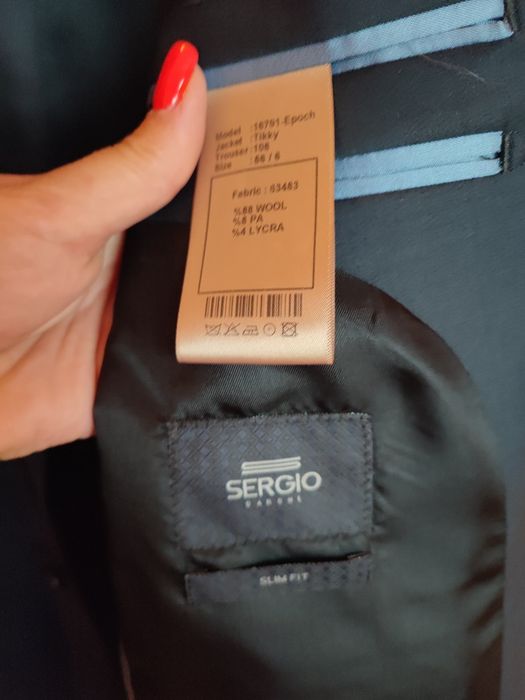 Model :16791-Epoch
Jacket :Tikky
Trouser:106
Size :56 / 6
Fabric : 53453
%88 WOOL
%8 PA
%4 LYCRA
SERGIO
SLIM FIT